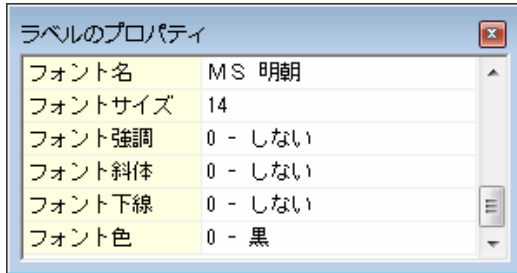 ラベルのプロパティ
フォント名 ＭＳ 明朝
フォントサイズ 14
フォント強調 0 - しない
フォント斜体 0 - しない
フォント下線 0 - しない
フォント色 0 - 黒